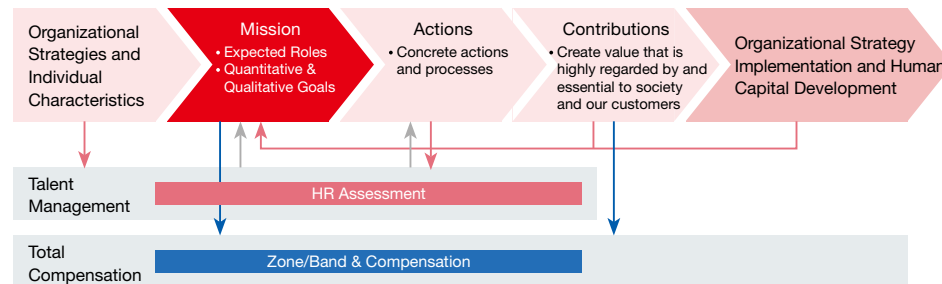 Organizational
Strategies and
Individual
Characteristics
Mission
• Expected Roles
• Quantitative &
Qualitative Goals
Actions
• Concrete actions
and processes
Contributions
• Create value that is
highly regarded by and
essential to society
and our customers
Organizational Strategy
Implementation and Human
Capital Development
Talent
Management
HR Assessment
Total
Compensation
Zone/Band & Compensation